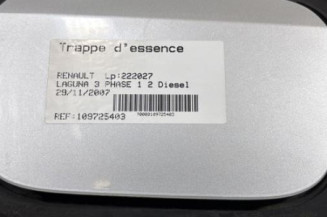 Trappe d'essence
RENAULT Lp:222027
LAGUNA 3 PHASE 1 2 Diesel
29/11/2007
REF:109725403